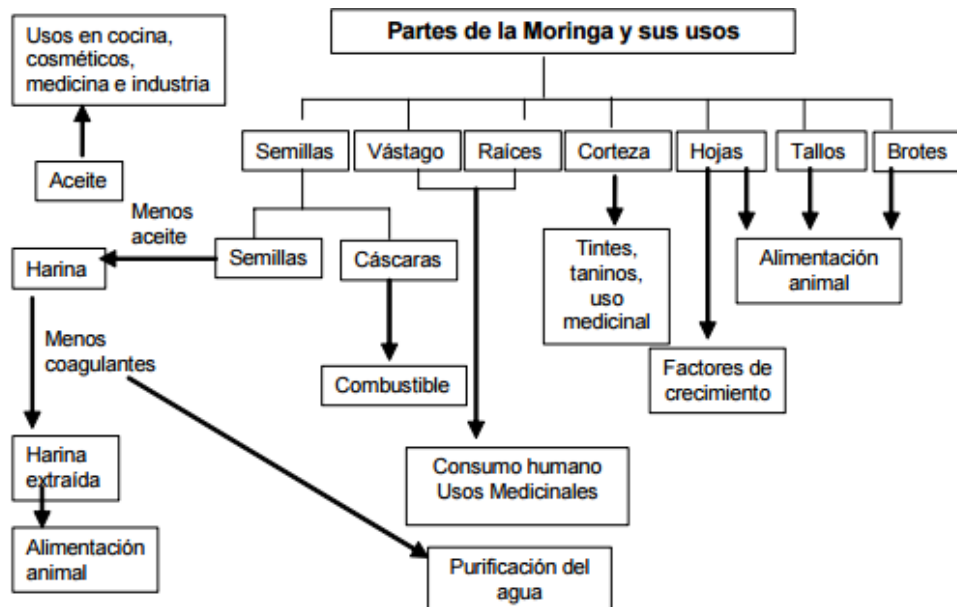 Partes de la Moringa y sus usos
Usos en cocina,
cosméticos,
medicina e industria
Aceite
Semillas
Vástago
Raíces
Corteza
Hojas
Tallos
Brotes
Menos
aceite
Harina
Semillas
Cáscaras
Tintes,
taninos,
uso
medicinal
Alimentación
animal
Menos
coagulantes
Combustible
Factores de
crecimiento
Harina
extraída
Consumo humano
Usos Medicinales
Alimentación
animal
Purificación del
agua